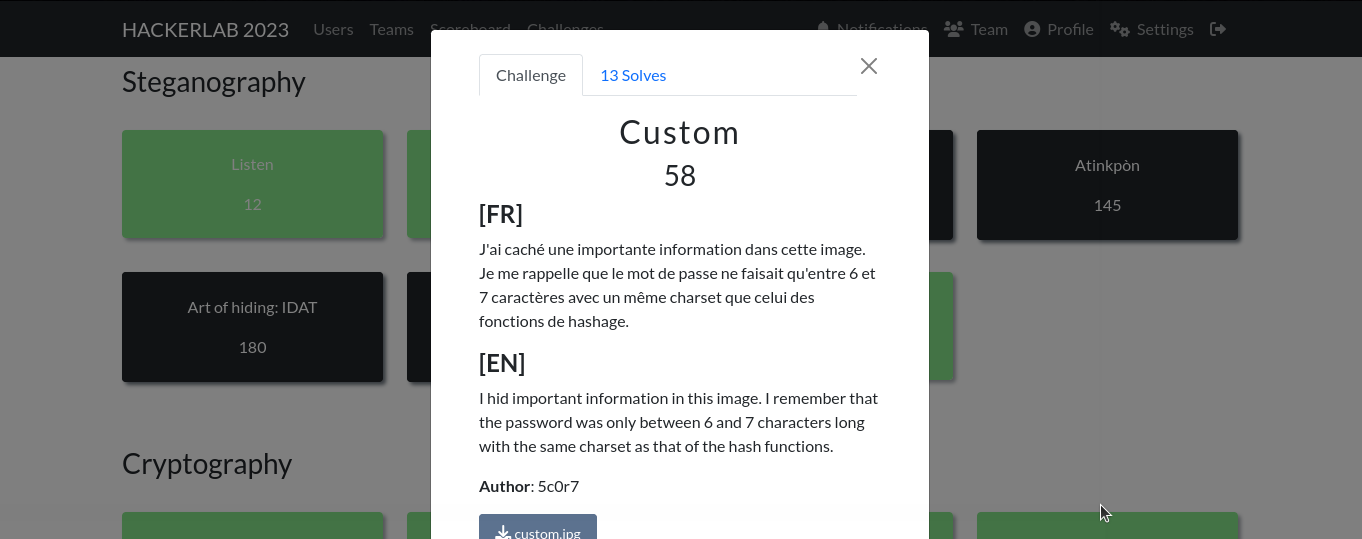 HACKERLAB 2023 Users Teams Scoreboard Challenges Notifications Team Profile Settings
Steganography
Listen
12
Atinkpòn
145
Art of hiding: IDAT
180
Cryptography
Challenge
13 Solves
Custom
58
[FR]
J'ai caché une importante information dans cette image.
Je me rappelle que le mot de passe ne faisait qu'entre 6 et
7 caractères avec un même charset que celui des
fonctions de hashage.
[EN]
I hid important information in this image. I remember that
the password was only between 6 and 7 characters long
with the same charset as that of the hash functions.
Author: 5c0r7
custom.jpg